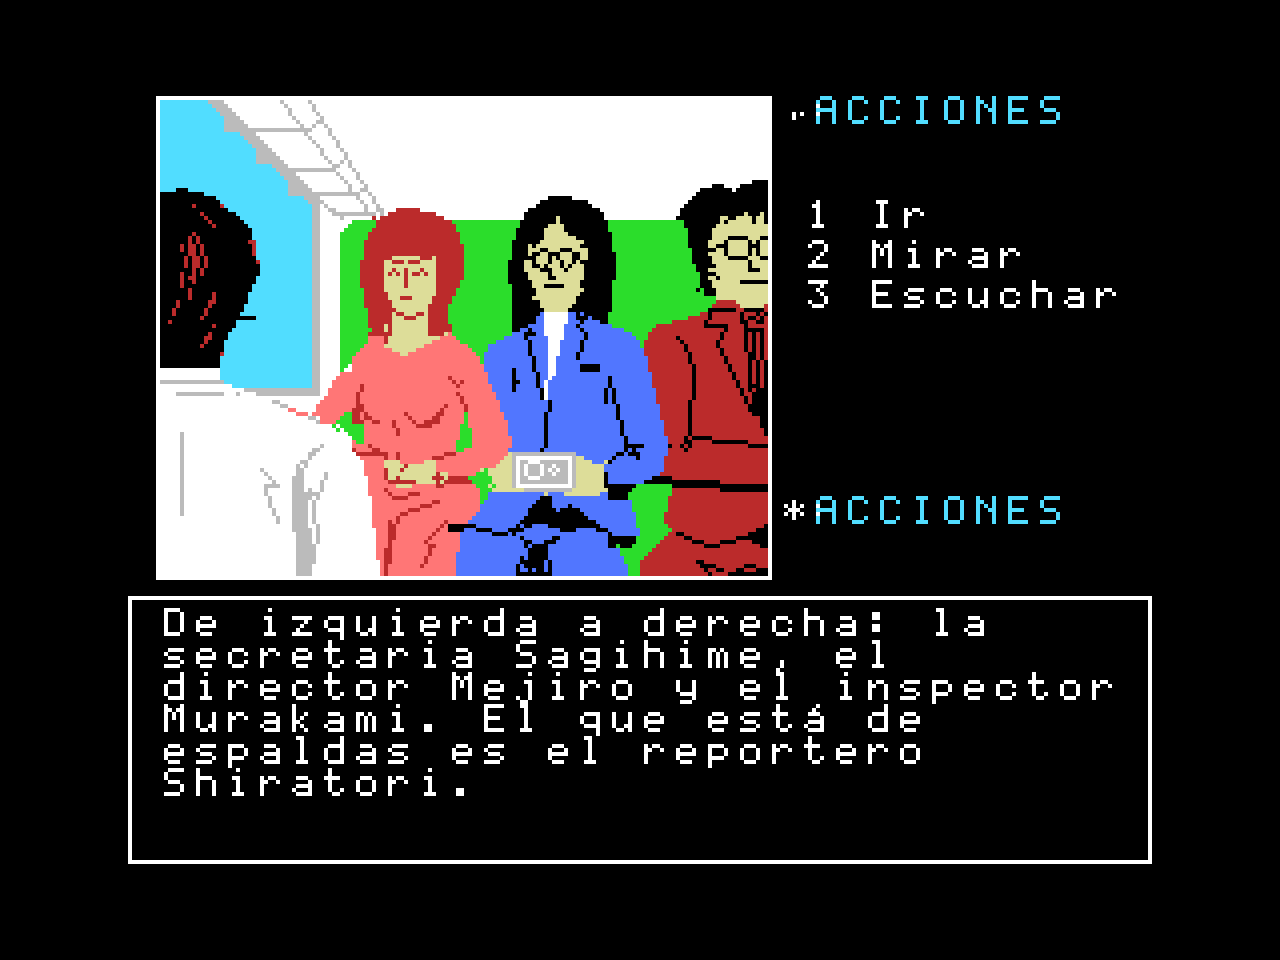 ACCIONES
1 Ir
2 Mirar
3 Escuchar
*ACCIONES
De izquierda a derecha: la
secretaria Sagihime, el
director Mejiro y el inspector
Murakami. El que está de
espaldas es el reportero
Shiratori.